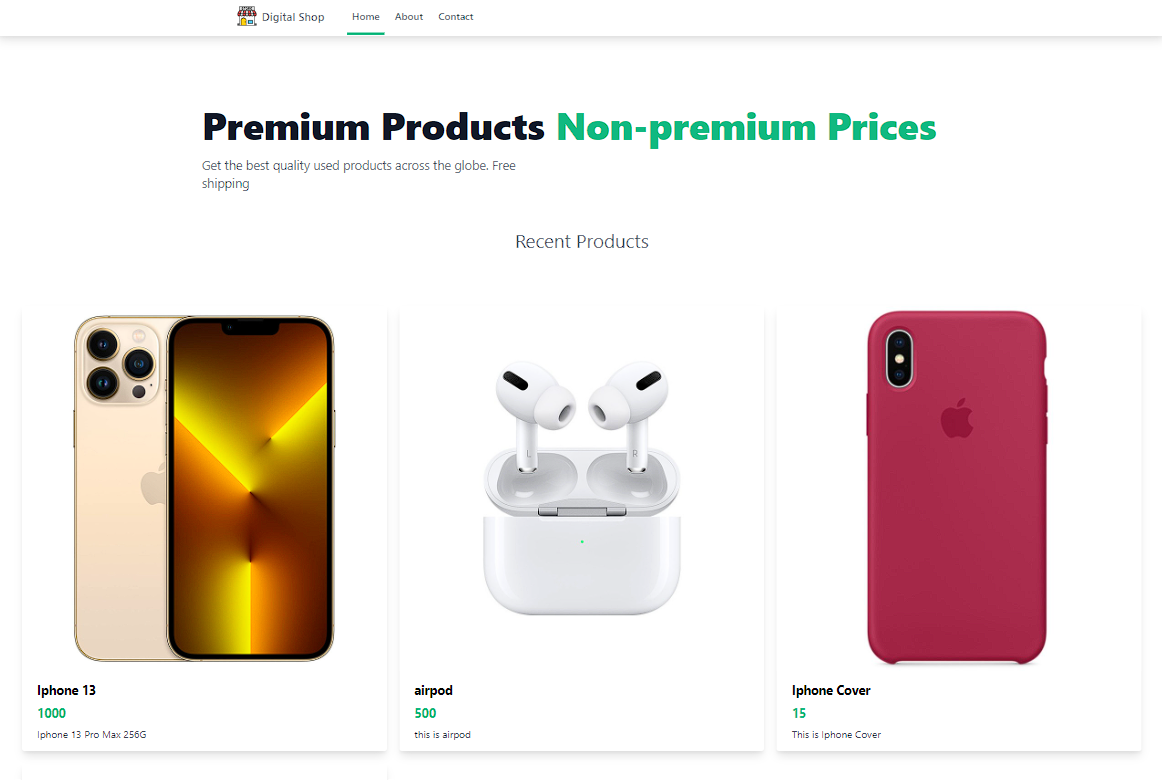 Digital Shop Home About Contact
Premium Products Non-premium Prices
Get the best quality used products across the globe. Free
shipping
Recent Products
L R
Iphone 13
1000
Iphone 13 Pro Max 256G
airpod
500
this is airpod
Iphone Cover
15
This is Iphone Cover